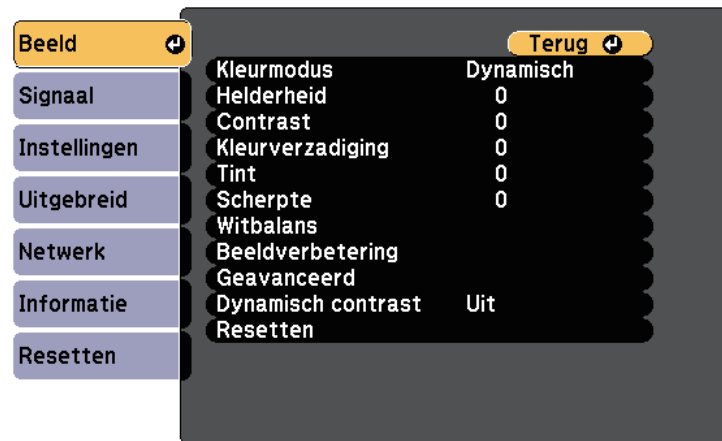 Beeld
Signaal
Instellingen
Uitgebreid
Netwerk
Informatie
Resetten
Terug
Kleurmodus Dynamisch
Helderheid 0
Contrast 0
Kleurverzadiging 0
Tint 0
Scherpte 0
Witbalans
Beeldverbetering
Geavanceerd
Dynamisch contrast Uit
Resetten